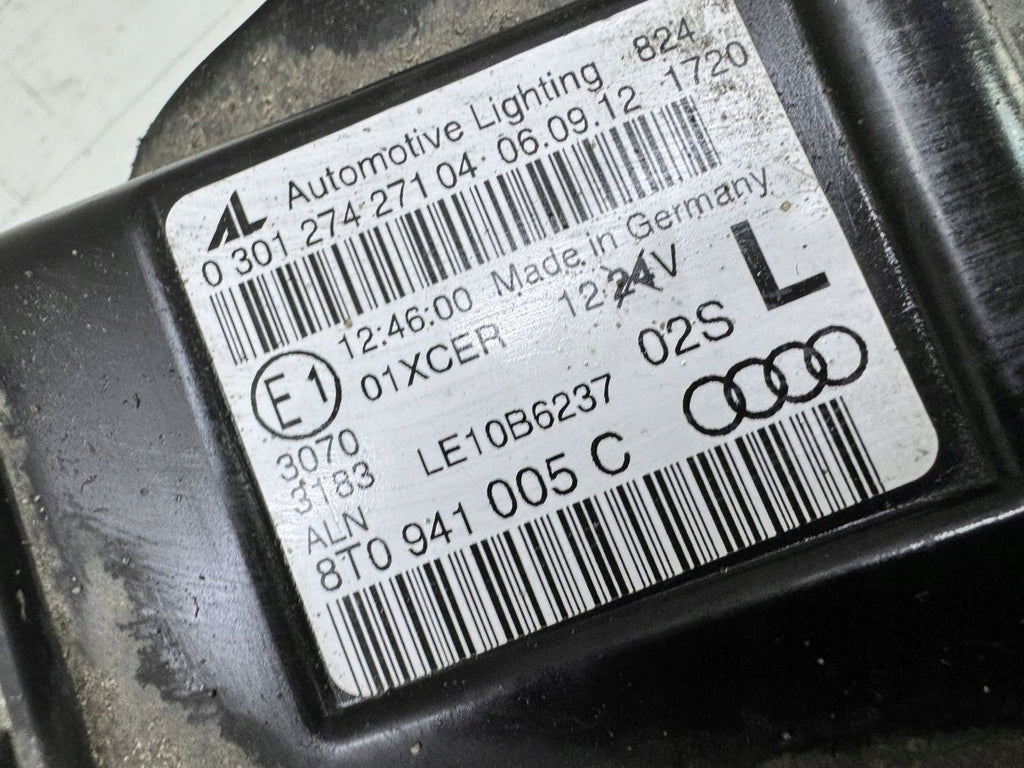 AL Automotive Lighting 824
0 301 274 271 04 06.09.12 1720
12:46:00 Made in Germany
E1 01XCER 12 24V L
3070 02S
3183 LE10B6237
ALN
8T0 941 005 C